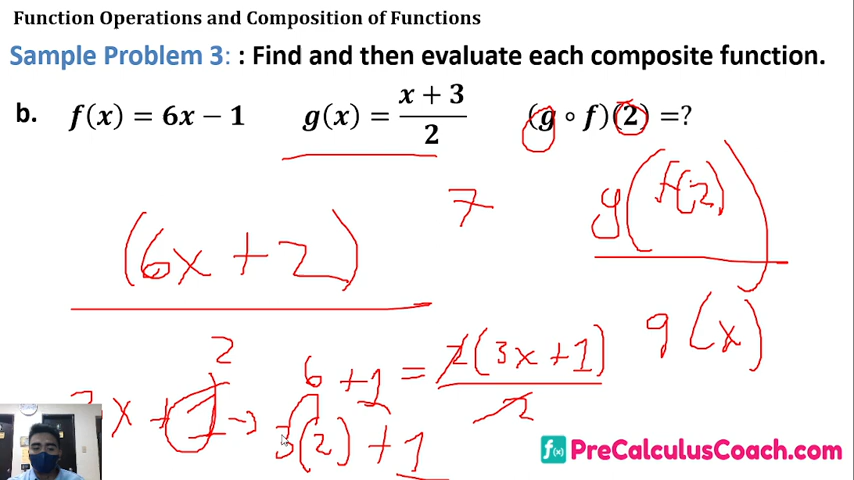 Function Operations and Composition of Functions
Sample Problem 3: : Find and then evaluate each composite function.
b. f(x) = 6x − 1 g(x) = x + 3 / 2 (g ∘ f)(2) =?
7 g(f(2))
(6x + 2)
2
g(x)
6 + 1 = 2(3x + 1) / 2
x + 1 → 3(2) + 1
f(x) PreCalculusCoach.com